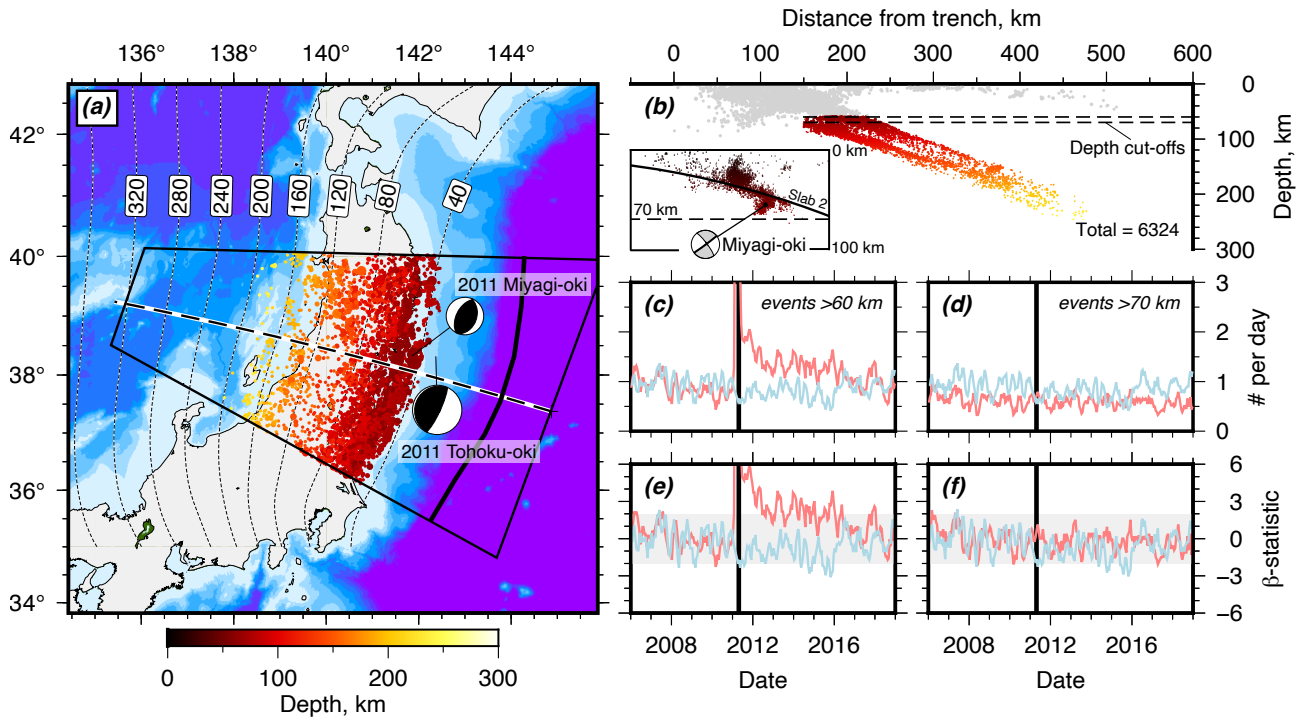 Distance from trench, km
136° 138° 140° 142° 144°
0 100 150 200 300 400 500 600
(a)
(b)
42°
40°
38°
36°
34°
320 280 240 200 160 120 80 40
2011 Miyagi-oki
2011 Tohoku-oki
0 100 200 300
Depth, km
0
100
200
300
Depth, km
Depth cut-offs
Total = 6324
0 km
Slab 2
70 km
Miyagi-oki
100 km
(c)
events >60 km
(d)
events >70 km
3
2
1
0
# per day
(e)
(f)
6
3
0
−3
−6
β-statistic
2008 2012 2016
2008 2012 2016
Date
Date